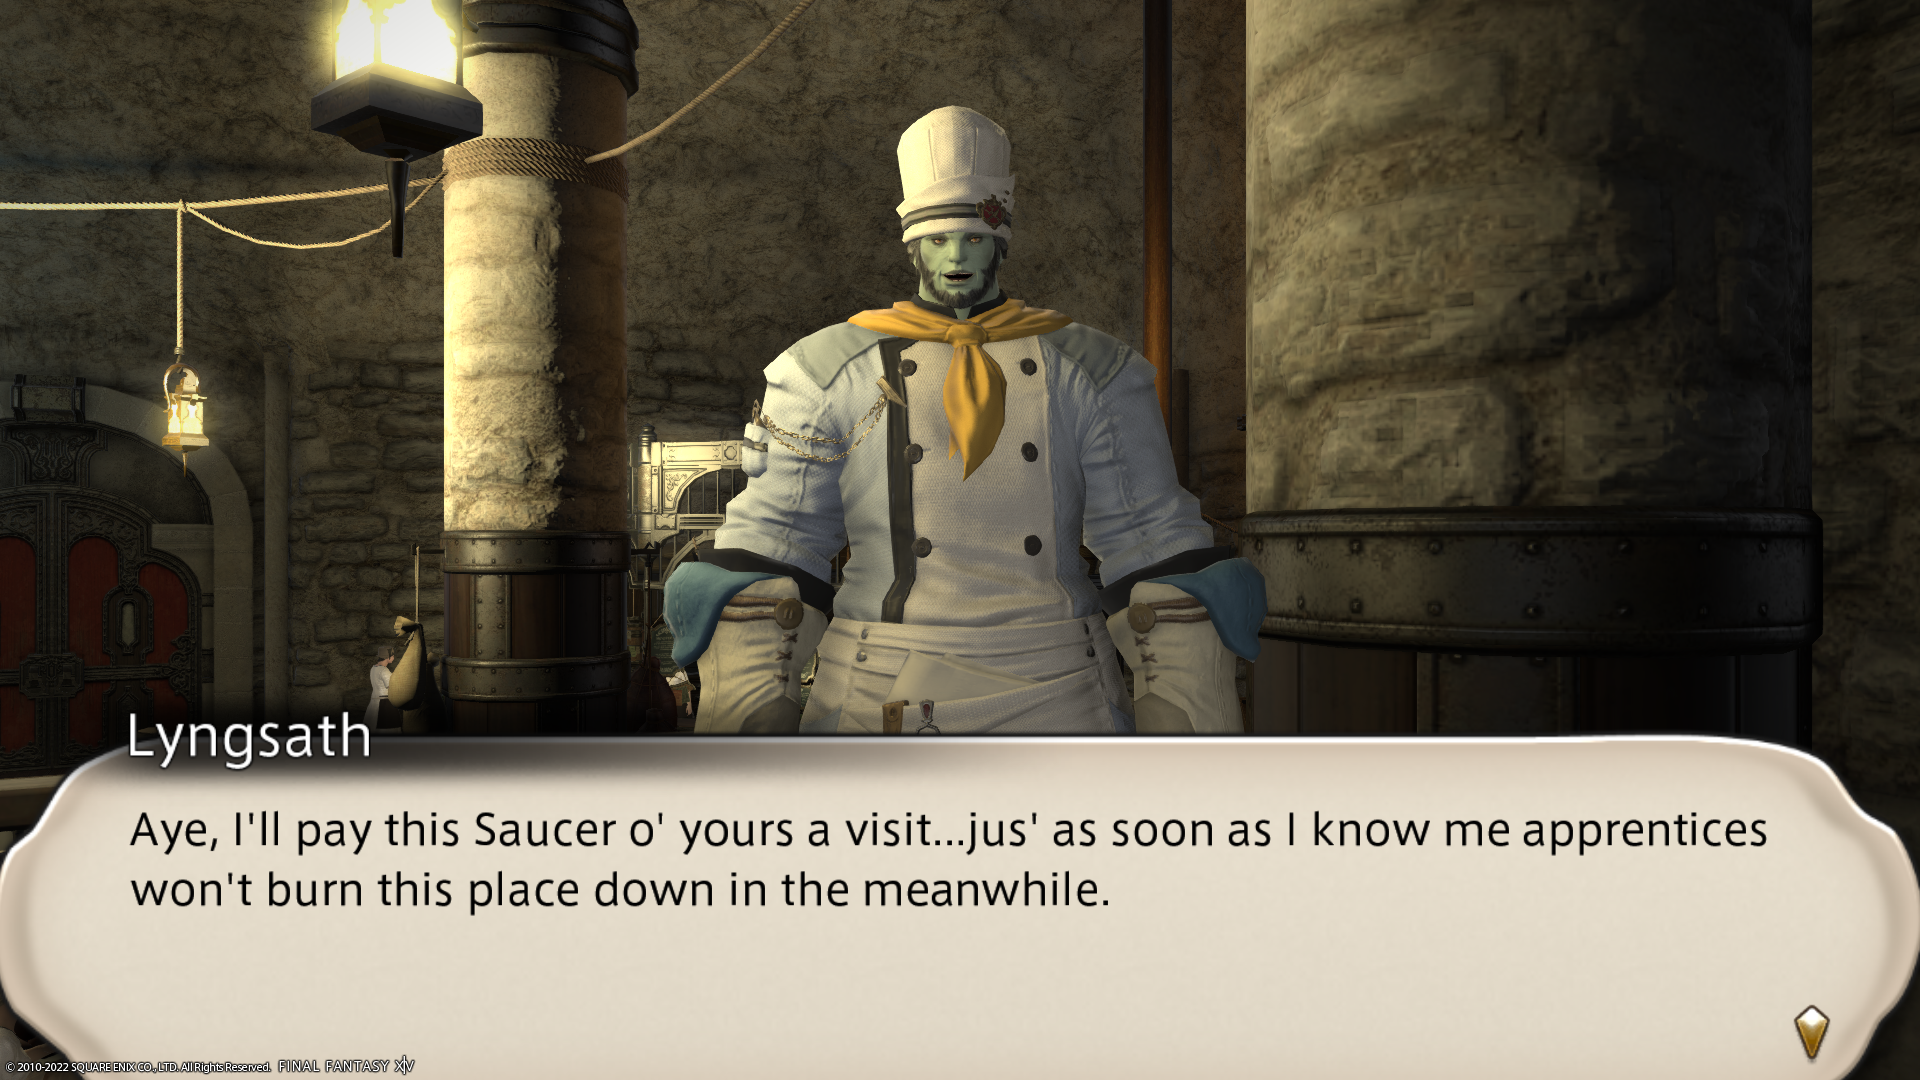 Lyngsath
Aye, I'll pay this Saucer o' yours a visit...jus' as soon as I know me apprentices
won't burn this place down in the meanwhile.
© 2010-2022 SQUARE ENIX CO., LTD. All Rights Reserved. FINAL FANTASY XIV